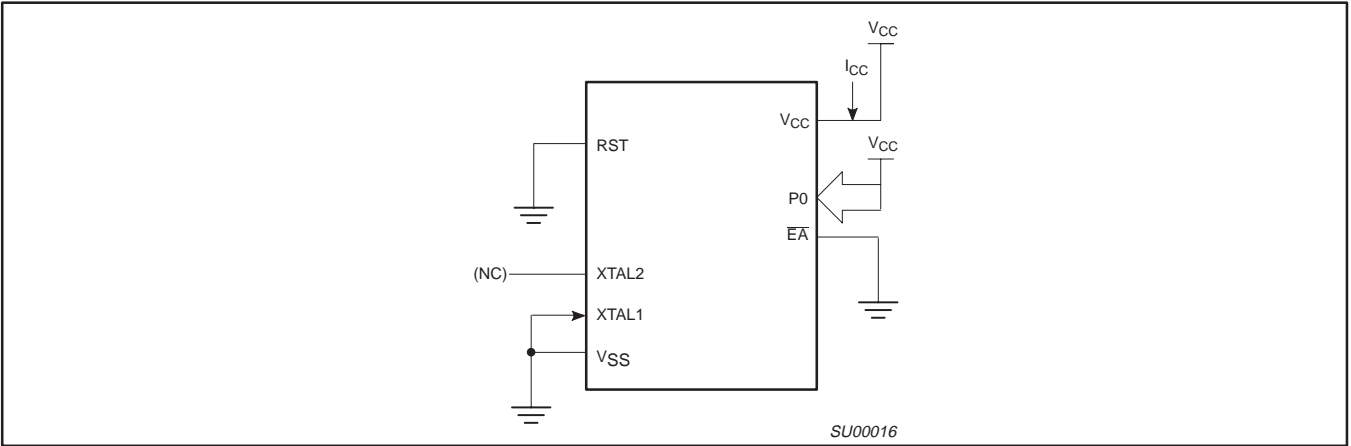 VCC
ICC
VCC
RST
VCC
P0
EA
(NC)
XTAL2
XTAL1
VSS
SU00016